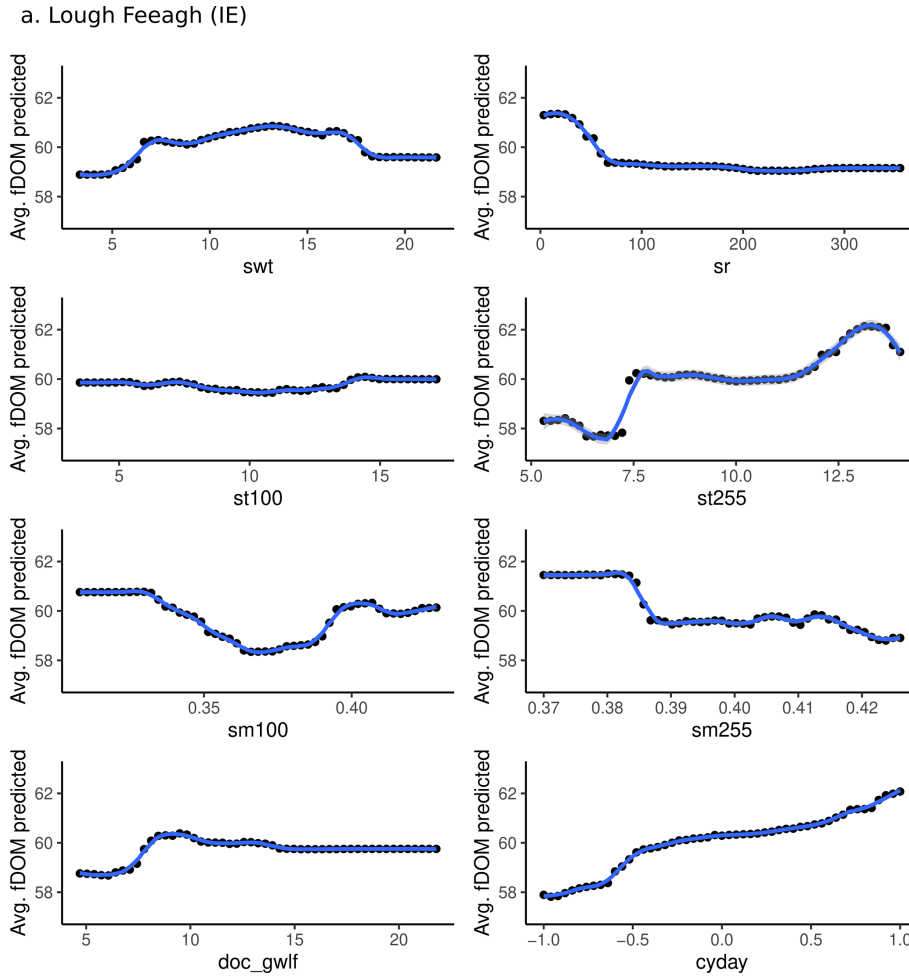 a. Lough Feeagh (IE)
Avg. fDOM predicted
62
60
58
5 10 15 20
swt
Avg. fDOM predicted
62
60
58
0 100 200 300
sr
Avg. fDOM predicted
62
60
58
5 10 15
st100
Avg. fDOM predicted
62
60
58
5.0 7.5 10.0 12.5
st255
Avg. fDOM predicted
62
60
58
0.35 0.40
sm100
Avg. fDOM predicted
62
60
58
0.37 0.38 0.39 0.40 0.41 0.42
sm255
Avg. fDOM predicted
62
60
58
5 10 15 20
doc_gwlf
Avg. fDOM predicted
62
60
58
−1.0 −0.5 0.0 0.5 1.0
cyday